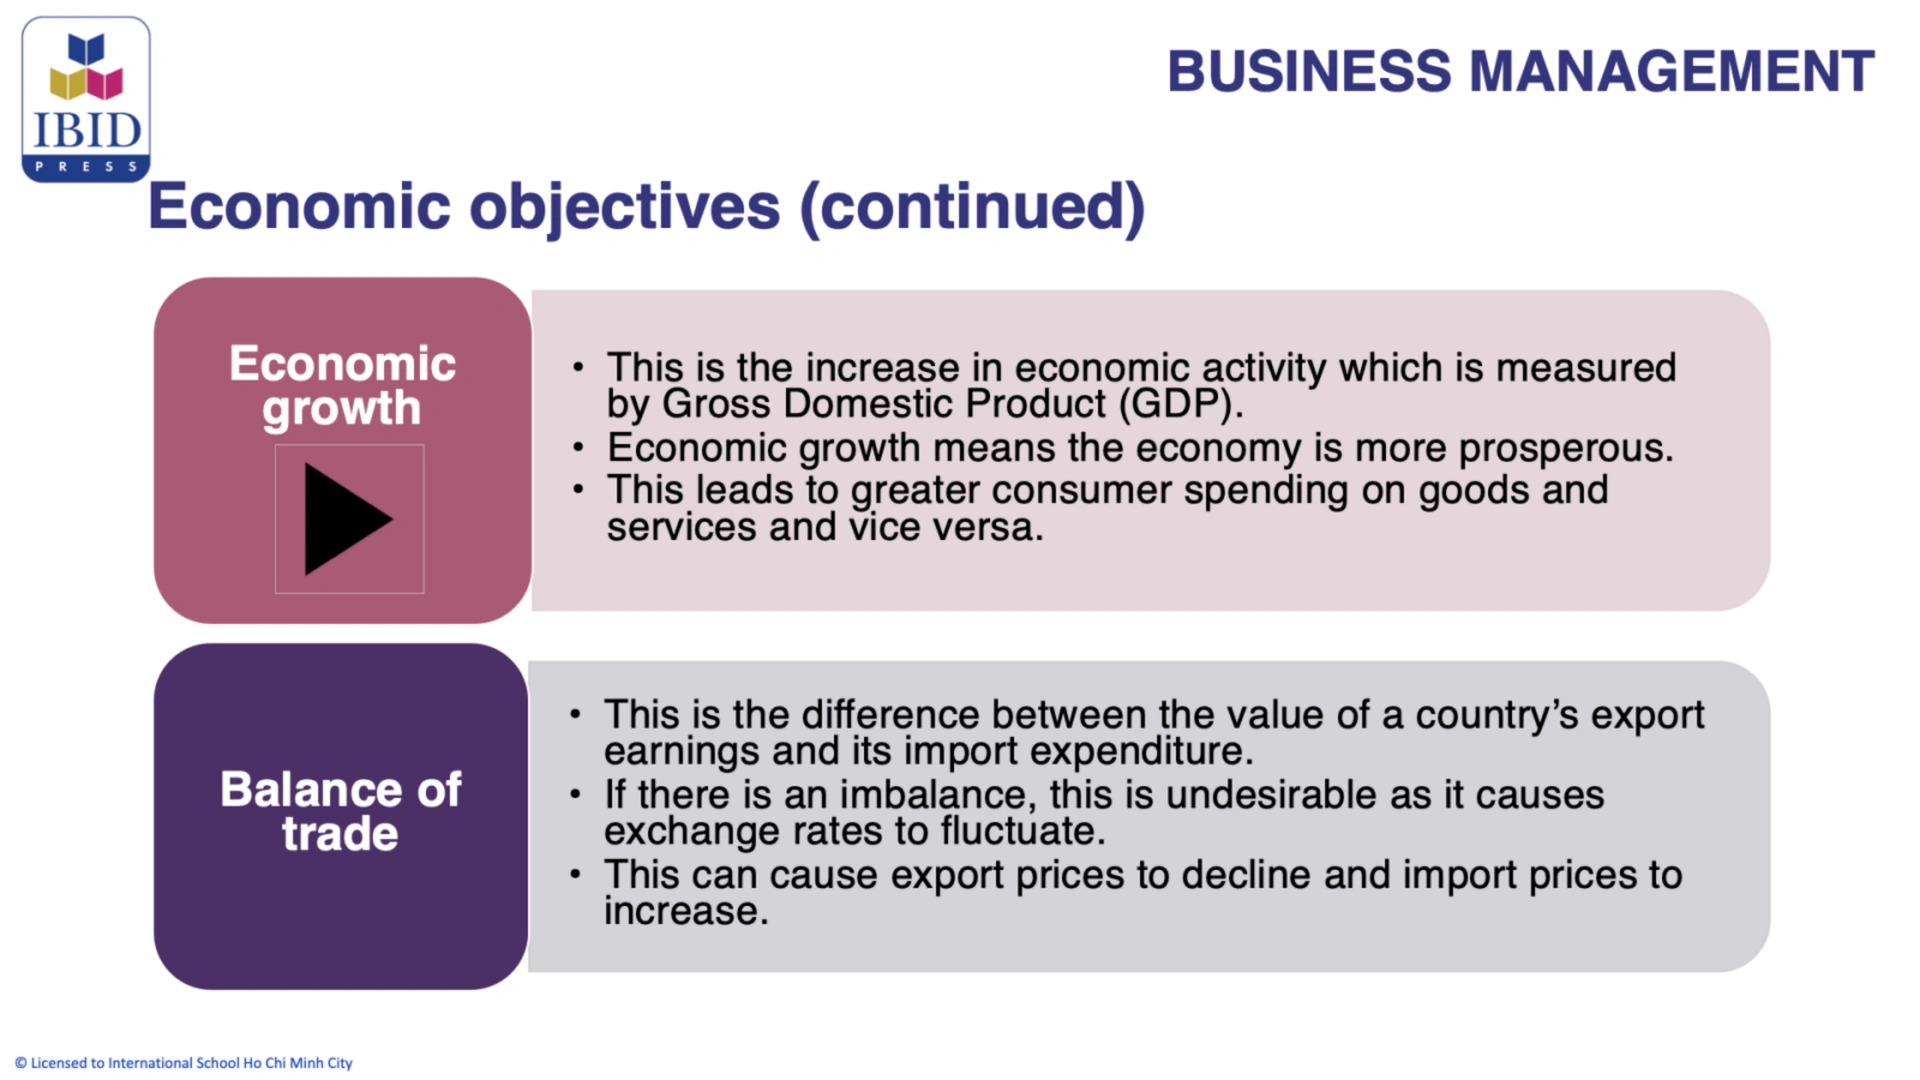 IBID
PRESS
BUSINESS MANAGEMENT
Economic objectives (continued)
Economic
growth
• This is the increase in economic activity which is measured
by Gross Domestic Product (GDP).
• Economic growth means the economy is more prosperous.
• This leads to greater consumer spending on goods and
services and vice versa.
Balance of
trade
• This is the difference between the value of a country’s export
earnings and its import expenditure.
• If there is an imbalance, this is undesirable as it causes
exchange rates to fluctuate.
• This can cause export prices to decline and import prices to
increase.
© Licensed to International School Ho Chi Minh City